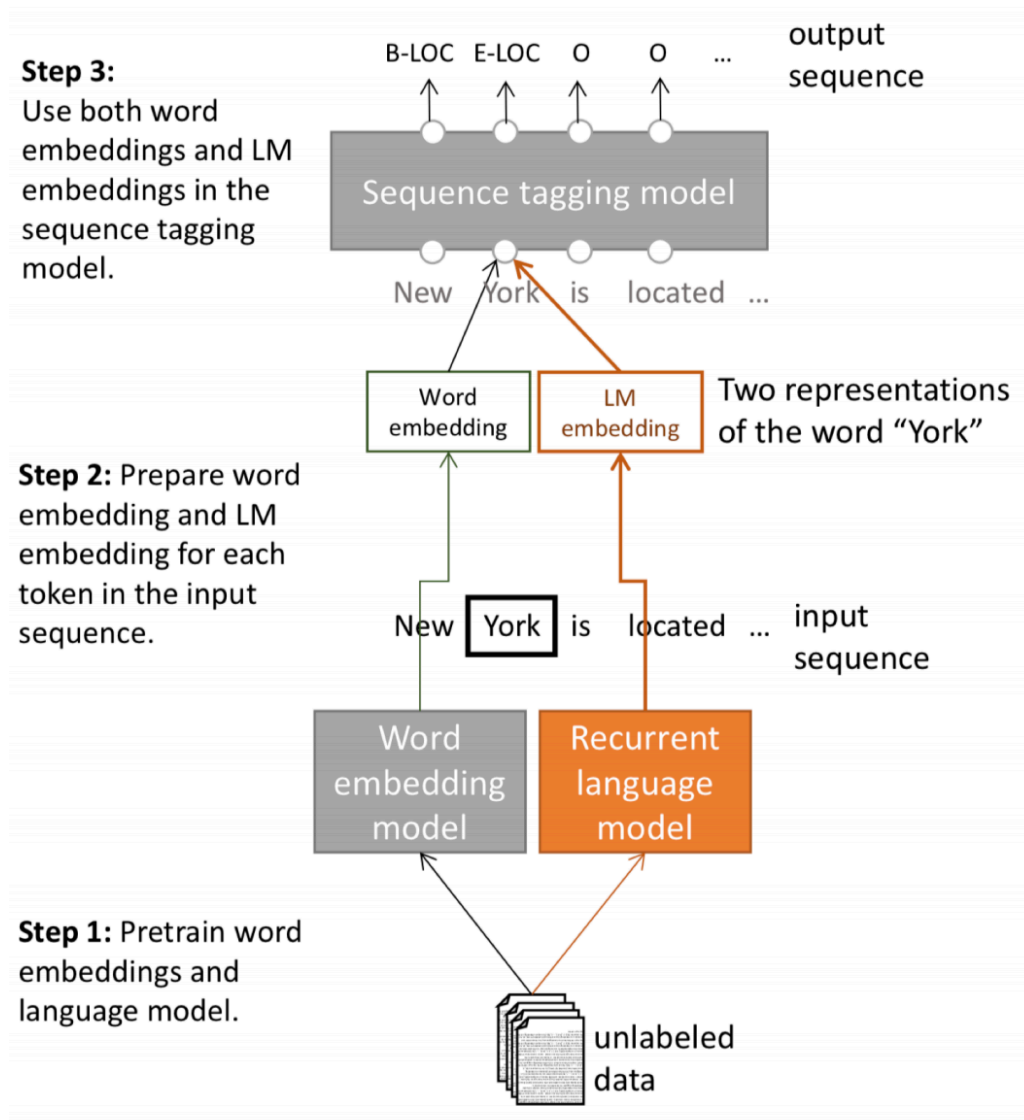 B-LOC E-LOC O O ...
output
sequence
Step 3:
Use both word
embeddings and LM
embeddings in the
sequence tagging
model.
Sequence tagging model
New York is located ...
Word
embedding
LM
embedding
Two representations
of the word “York”
Step 2: Prepare word
embedding and LM
embedding for each
token in the input
sequence.
New York is located ...
input
sequence
Word
embedding
model
Recurrent
language
model
Step 1: Pretrain word
embeddings and
language model.
unlabeled
data